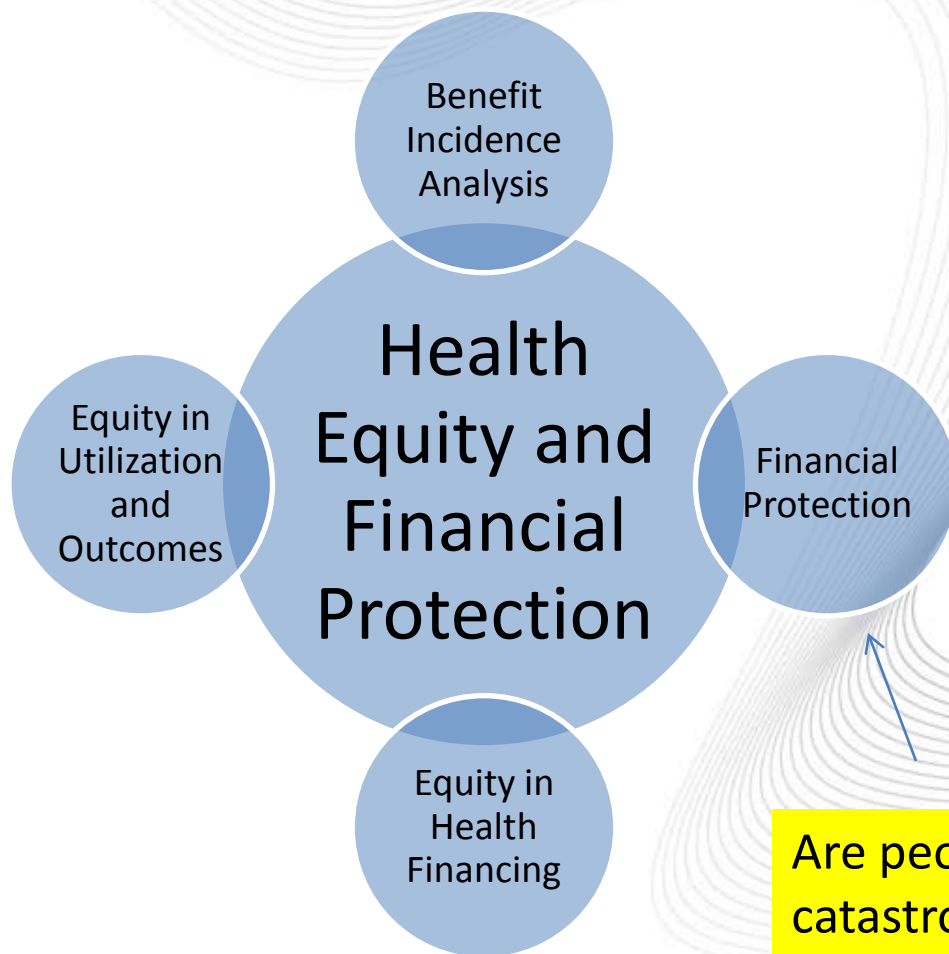 Benefit
Incidence
Analysis
Health
Equity and
Financial
Protection
Equity in
Utilization
and
Outcomes
Financial
Protection
Equity in
Health
Financing
Are